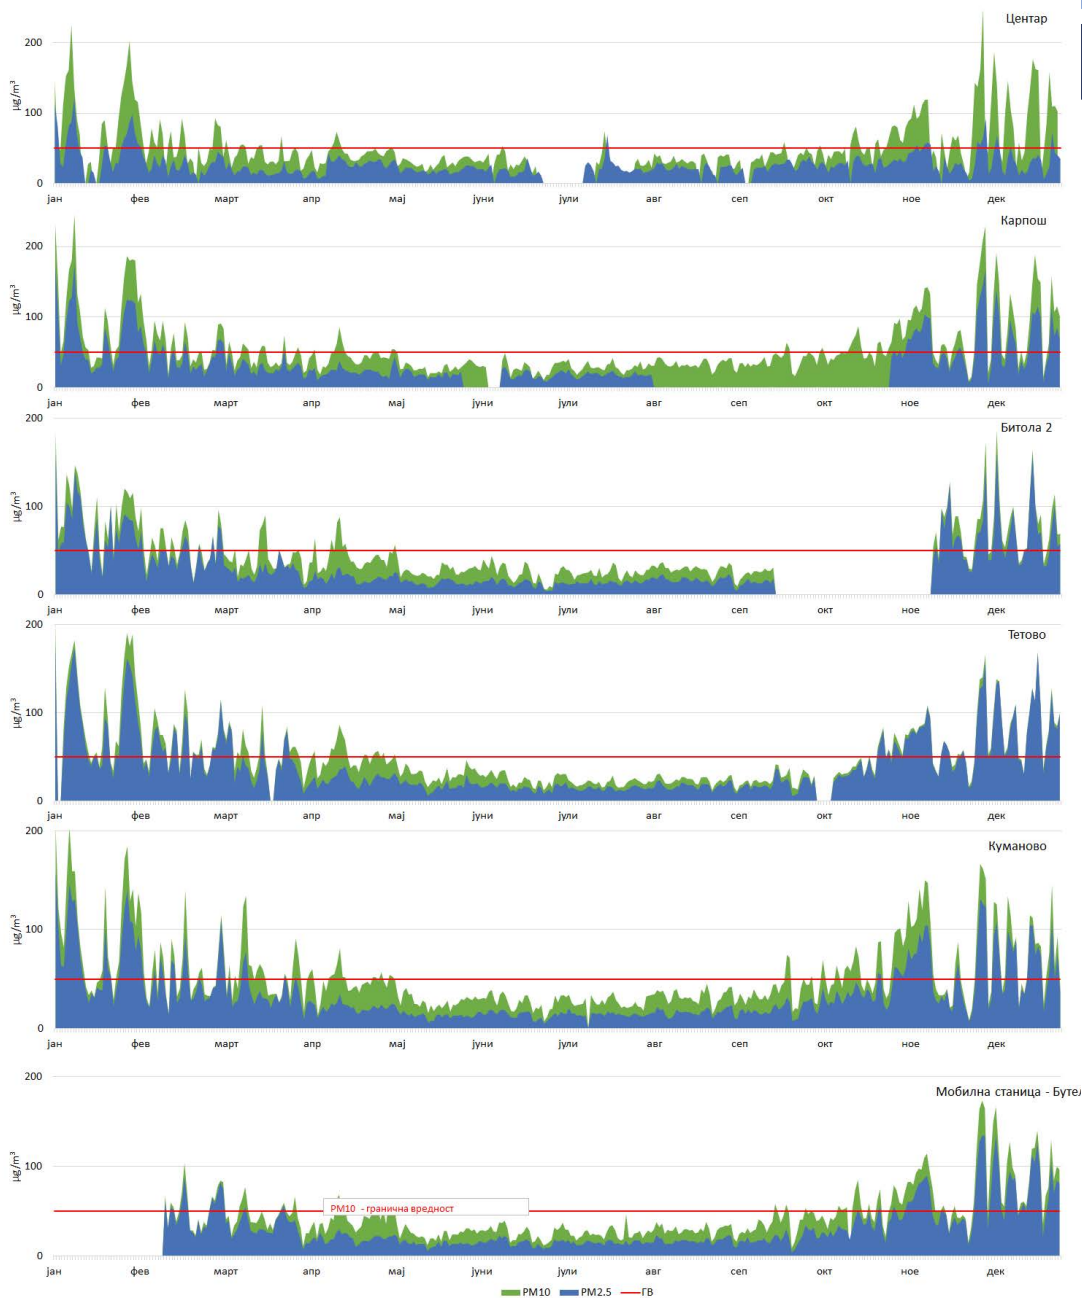 Центар
200
100
0
µg/m³
јан фев март апр мај јуни јули авг сеп окт ное дек
Карпош
200
100
0
µg/m³
јан фев март апр мај јуни јули авг сеп окт ное дек
Битола 2
200
100
0
µg/m³
јан фев март апр мај јуни јули авг сеп окт ное дек
Тетово
200
100
0
µg/m³
јан фев март апр мај јуни јули авг сеп окт ное дек
Куманово
200
100
0
µg/m³
јан фев март апр мај јуни јули авг сеп окт ное дек
Мобилна станица - Бутел
200
100
0
µg/m³
PM10 - гранична вредност
јан фев март апр мај јуни јули авг сеп окт ное дек
PM10 PM2.5 ГВ